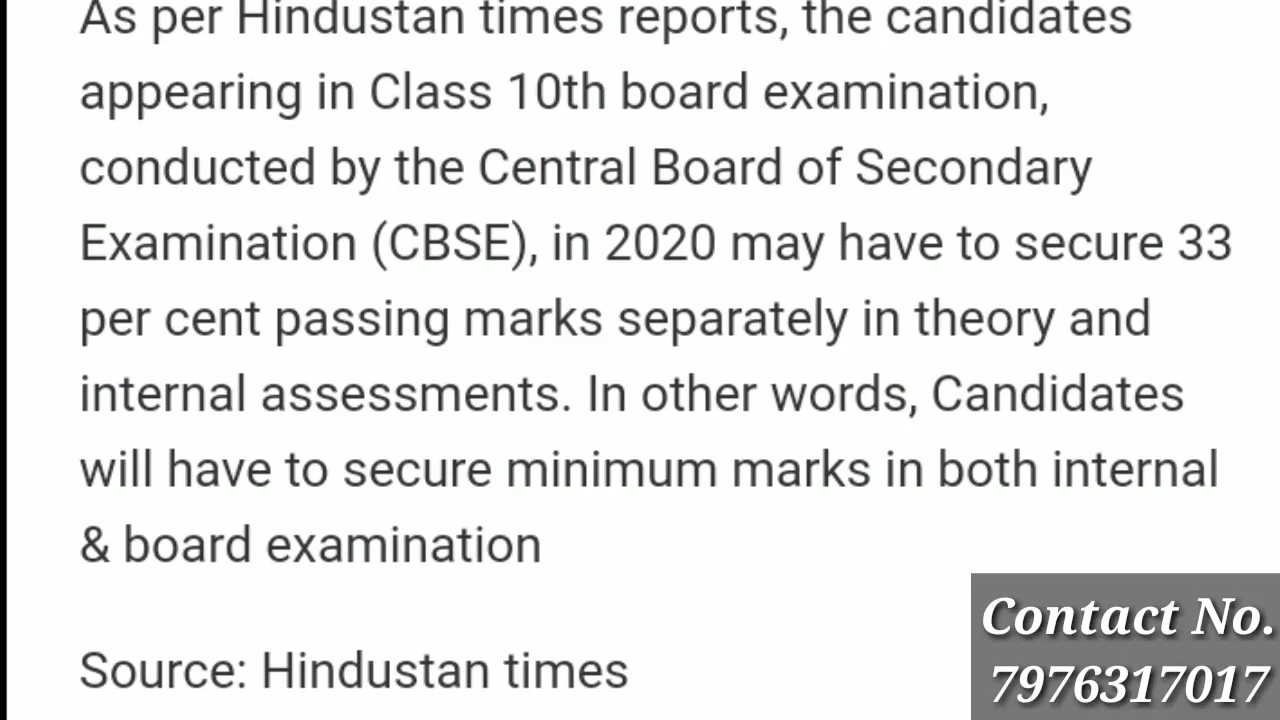 As per Hindustan times reports, the candidates
appearing in Class 10th board examination,
conducted by the Central Board of Secondary
Examination (CBSE), in 2020 may have to secure 33
per cent passing marks separately in theory and
internal assessments. In other words, Candidates
will have to secure minimum marks in both internal
& board examination
Source: Hindustan times
Contact No.
7976317017